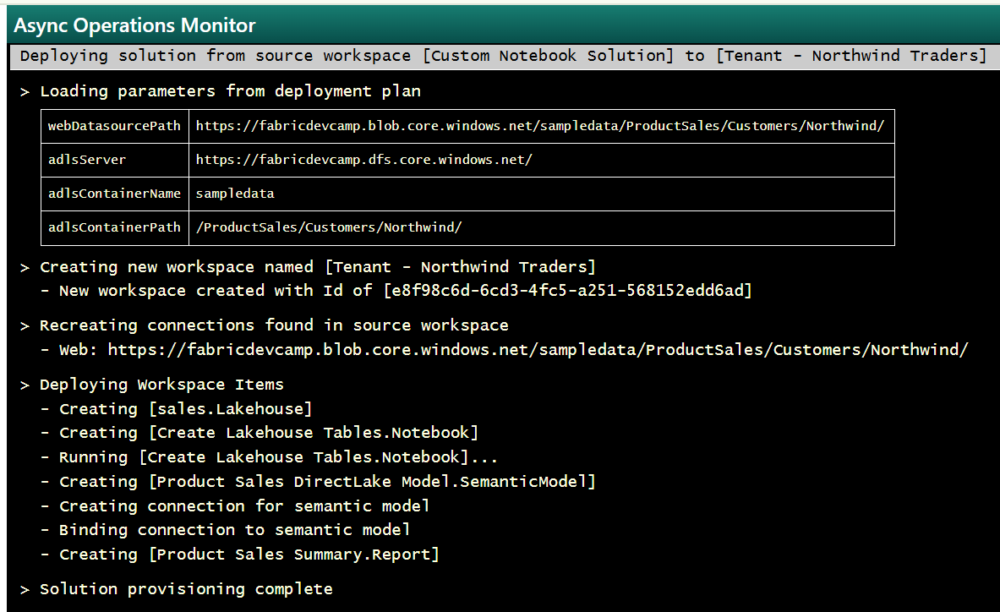 Async Operations Monitor
Deploying solution from source workspace [Custom Notebook Solution] to [Tenant - Northwind Traders]
> Loading parameters from deployment plan
webDatasourcePath https://fabricdevcamp.blob.core.windows.net/sampledata/ProductSales/Customers/Northwind/
adlsServer https://fabricdevcamp.dfs.core.windows.net/
adlsContainerName sampledata
adlsContainerPath /ProductSales/Customers/Northwind/
> Creating new workspace named [Tenant - Northwind Traders]
- New workspace created with Id of [e8f98c6d-6cd3-4fc5-a251-568152edd6ad]
> Recreating connections found in source workspace
- Web: https://fabricdevcamp.blob.core.windows.net/sampledata/ProductSales/Customers/Northwind/
> Deploying Workspace Items
- Creating [sales.Lakehouse]
- Creating [Create Lakehouse Tables.Notebook]
- Running [Create Lakehouse Tables.Notebook]...
- Creating [Product Sales DirectLake Model.SemanticModel]
- Creating connection for semantic model
- Binding connection to semantic model
- Creating [Product Sales Summary.Report]
> Solution provisioning complete